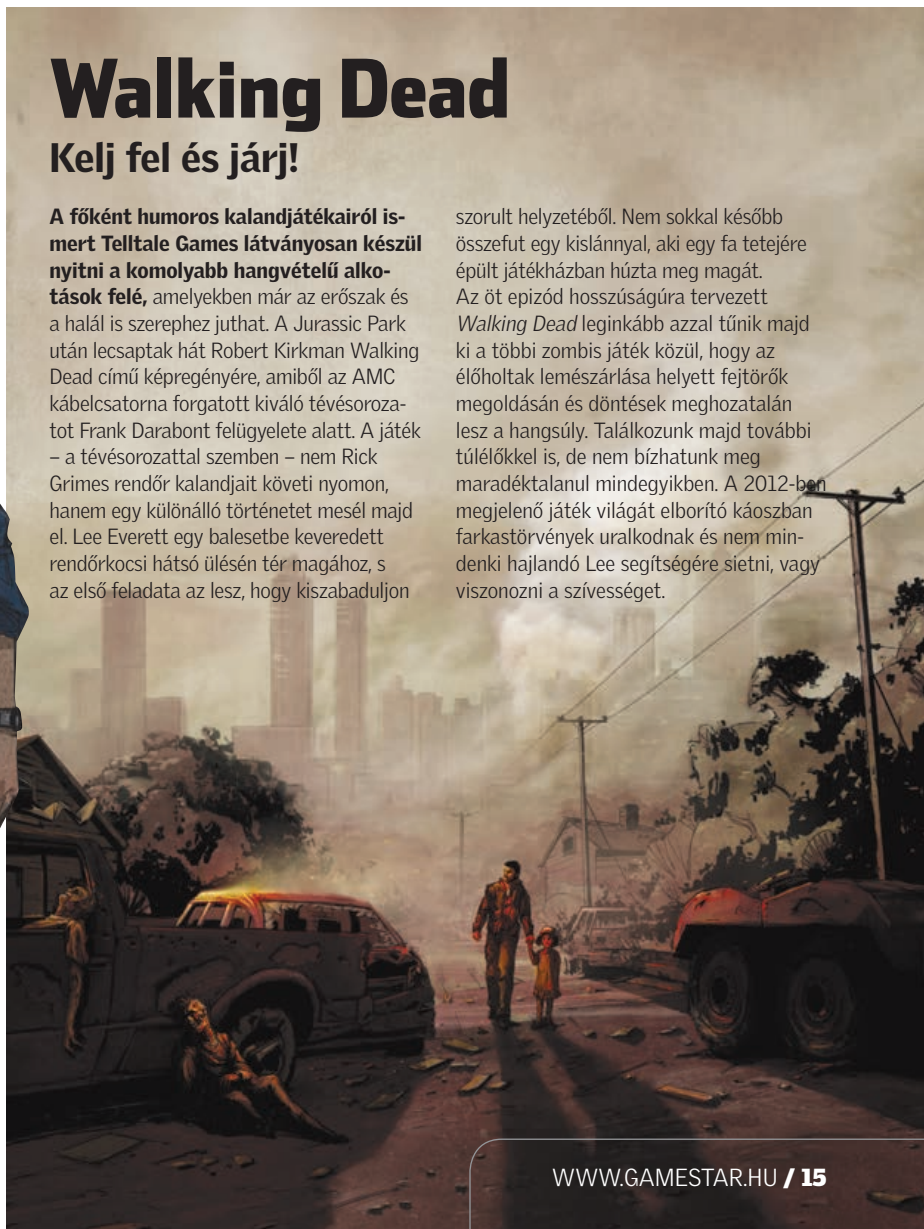 Walking Dead
Kelj fel és járj!
A főként humoros kalandjátékairól is-
mert Telltale Games látványosan készül
nyitni a komolyabb hangvételű alko-
tások felé, amelyekben már az erőszak és
a halál is szerephez juthat. A Jurassic Park
után lecsaptak hát Robert Kirkman Walking
Dead című képregényére, amiből az AMC
kábelcsatorna forgatott kiváló tévésoroza-
tot Frank Darabont felügyelete alatt. A játék
– a tévésorozattal szemben – nem Rick
Grimes rendőr kalandjait követi nyomon,
hanem egy különálló történetet mesél majd
el. Lee Everett egy balesetbe keveredett
rendőrkocsi hátsó ülésén tér magához, s
az első feladata az lesz, hogy kiszabaduljon
szorult helyzetéből. Nem sokkal később
összefut egy kislánnyal, aki egy fa tetejére
épült játékházban húzta meg magát.
Az öt epizód hosszúságúra tervezett
Walking Dead leginkább azzal tűnik majd
ki a többi zombis játék közül, hogy az
élőholtak lemészárlása helyett fejtörők
megoldásán és döntések meghozatalán
lesz a hangsúly. Találkozunk majd további
túlélőkkel is, de nem bízhatunk meg
maradéktalanul mindegyikben. A 2012-ben
megjelenő játék világát elborító káoszban
farkastörvények uralkodnak és nem min-
denki hajlandó Lee segítségére sietni, vagy
viszonozni a szívességet.
WWW.GAMESTAR.HU / 15